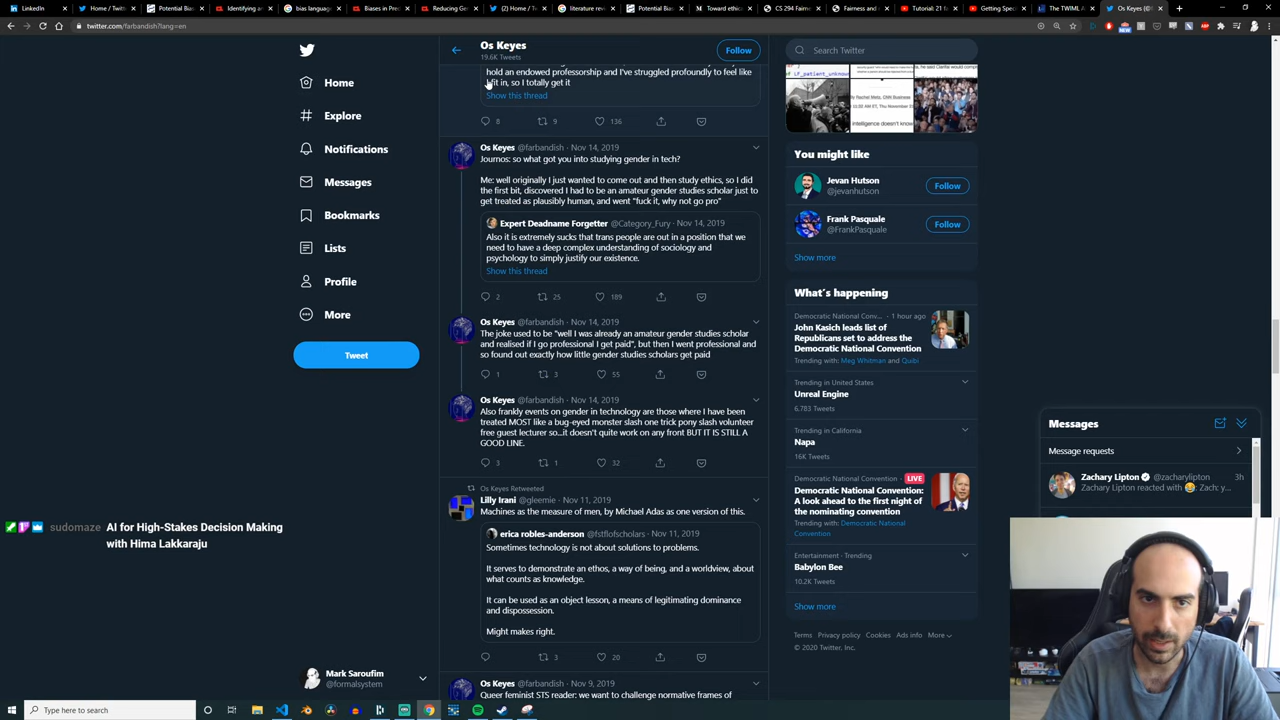 LinkedIn
Home / Twitt
Potential Bias
Identifying ar
bias language
Biases in Pre
Reducing Ger
(2) Home / T
literature revi
Potential Bias
Toward ethic
CS 294 Fairne
Fairness and
Tutorial: 21 fa
Getting Speci
The TWIML A
Os Keyes (@
twitter.com/farbandish?lang=en
Home
Explore
Notifications
Messages
Bookmarks
Lists
Profile
More
Tweet
sudomaze AI for High-Stakes Decision Making
with Hima Lakkaraju
Mark Saroufim
@formalsystem
Os Keyes
19.6K Tweets
Follow
hold an endowed professorship and I've struggled profoundly to feel like
I fit in, so I totally get it
Show this thread
8 9 136
Os Keyes @farbandish · Nov 14, 2019
Journos: so what got you into studying gender in tech?
Me: well originally I just wanted to come out and then study ethics, so I did
the first bit, discovered I had to be an amateur gender studies scholar just to
get treated as plausibly human, and went "fuck it, why not go pro"
Expert Deadname Forgetter @Category_Fury · Nov 14, 2019
Also it is extremely sucks that trans people are out in a position that we
need to have a deep complex understanding of sociology and
psychology to simply justify our existence.
Show this thread
2 25 189
Os Keyes @farbandish · Nov 14, 2019
The joke used to be "well I was already an amateur gender studies scholar
and realised if I go professional I get paid", but then I went professional and
so found out exactly how little gender studies scholars get paid
1 3 55
Os Keyes @farbandish · Nov 14, 2019
Also frankly events on gender in technology are those where I have been
treated MOST like a bug-eyed monster slash one trick pony slash volunteer
free guest lecturer so...it doesn't quite work on any front BUT IT IS STILL A
GOOD LINE.
3 1 32
Os Keyes Retweeted
Lilly Irani @gleemie · Nov 11, 2019
Machines as the measure of men, by Michael Adas as one version of this.
erica robles-anderson @fstflofscholars · Nov 11, 2019
Sometimes technology is not about solutions to problems.
It serves to demonstrate an ethos, a way of being, and a worldview, about
what counts as knowledge.
It can be used as an object lesson, a means of legitimating dominance
and dispossession.
Might makes right.
3 20
Os Keyes @farbandish · Nov 9, 2019
Queer feminist STS reader: we want to challenge normative frames of
Search Twitter
You might like
Jevan Hutson
@jevanhutson
Follow
Frank Pasquale
@FrankPasquale
Follow
Show more
What's happening
Democratic National Conv... · 1 hour ago
John Kasich leads list of
Republicans set to address the
Democratic National Convention
Trending with: Meg Whitman and Quibi
Trending in United States
Unreal Engine
6,783 Tweets
Trending in California
Napa
16K Tweets
Democratic National Convention · LIVE
Democratic National Convention:
A look ahead to the first night of
the nominating convention
Trending with: Democratic National
Convention
Entertainment · Trending
Babylon Bee
10.2K Tweets
Show more
Terms Privacy policy Cookies Ads info More
© 2020 Twitter, Inc.
Messages
Message requests
Zachary Lipton @zacharylipton 3h
Zachary Lipton reacted with 😂: Zach: y...
Type here to search